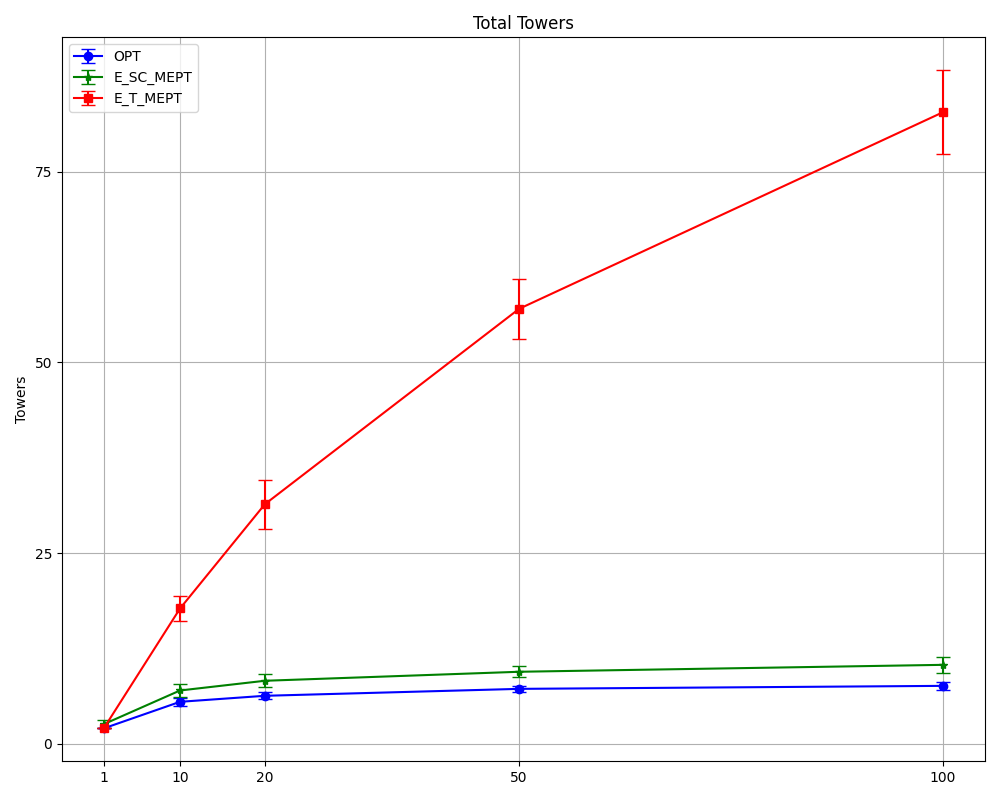 Total Towers
OPT
E_SC_MEPT
E_T_MEPT
Towers
75
50
25
0
1 10 20 50 100